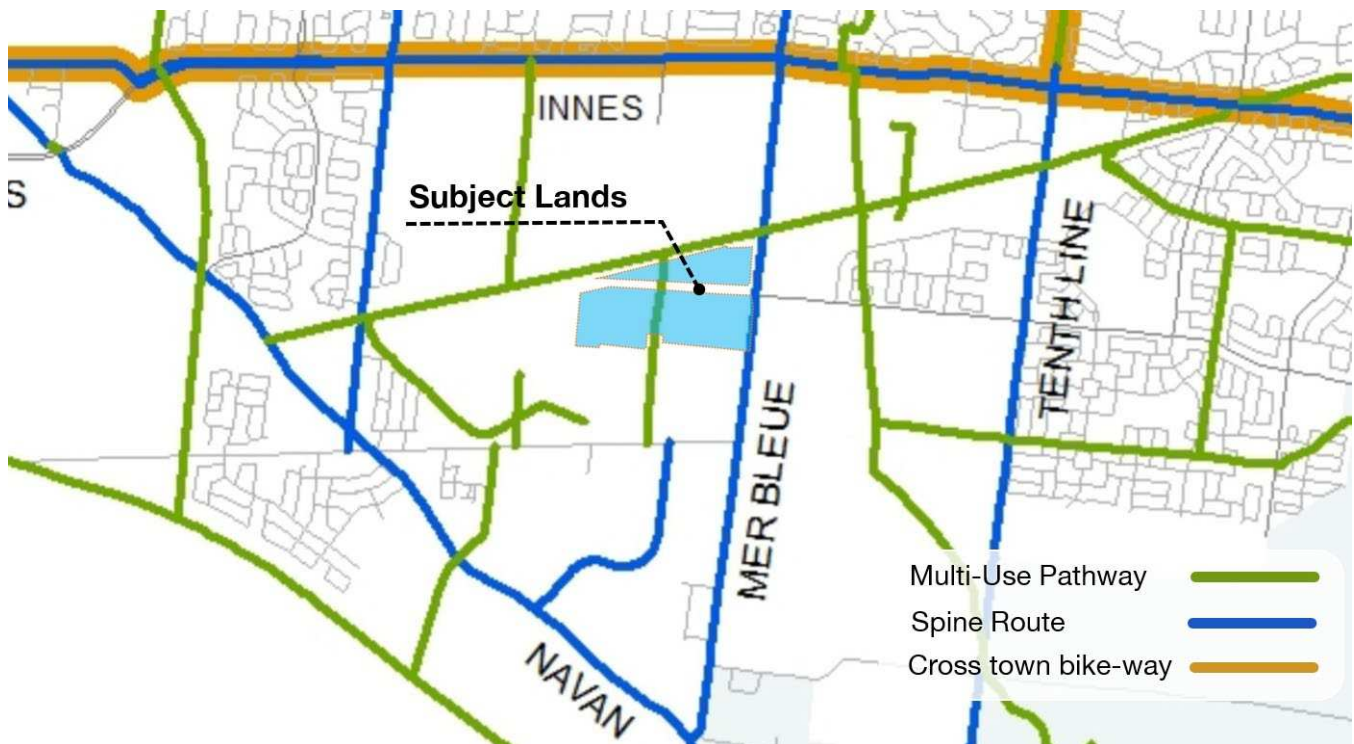 INNES
S
Subject Lands
TENTH LINE
MER BLEUE
NAVAN
Multi-Use Pathway
Spine Route
Cross town bike-way